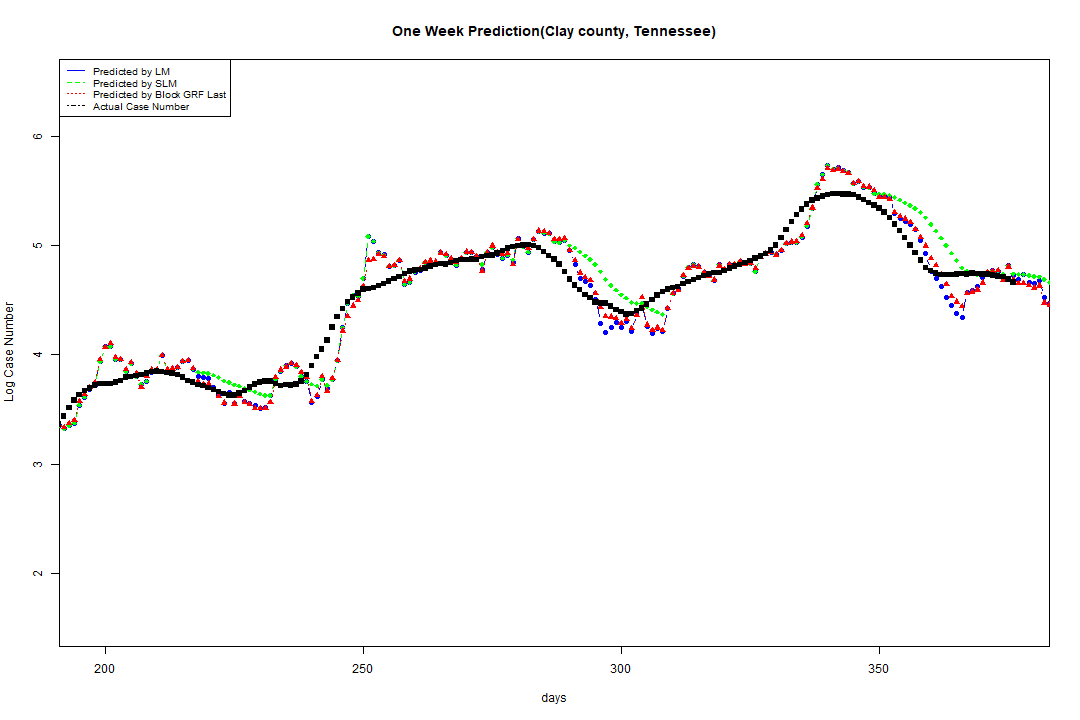 One Week Prediction(Clay county, Tennessee)
Predicted by LM
Predicted by SLM
Predicted by Block GRF Last
Actual Case Number
6
5
4
3
2
Log Case Number
200 250 300 350
days